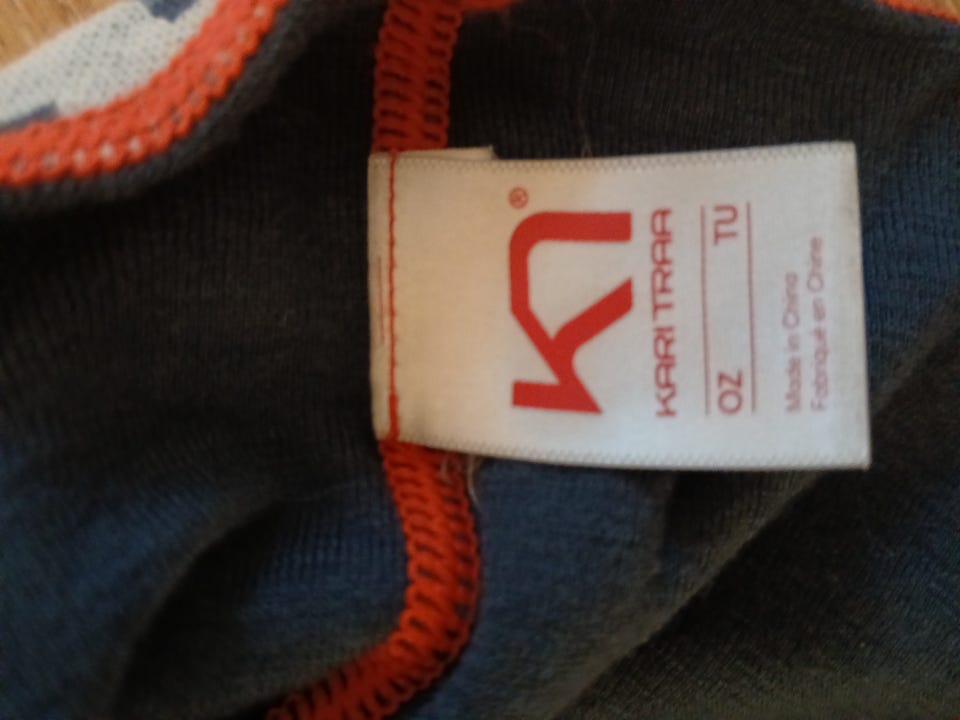 ®
KARI TRAA
OZ TU
Made in China
Fabriqué en Chine